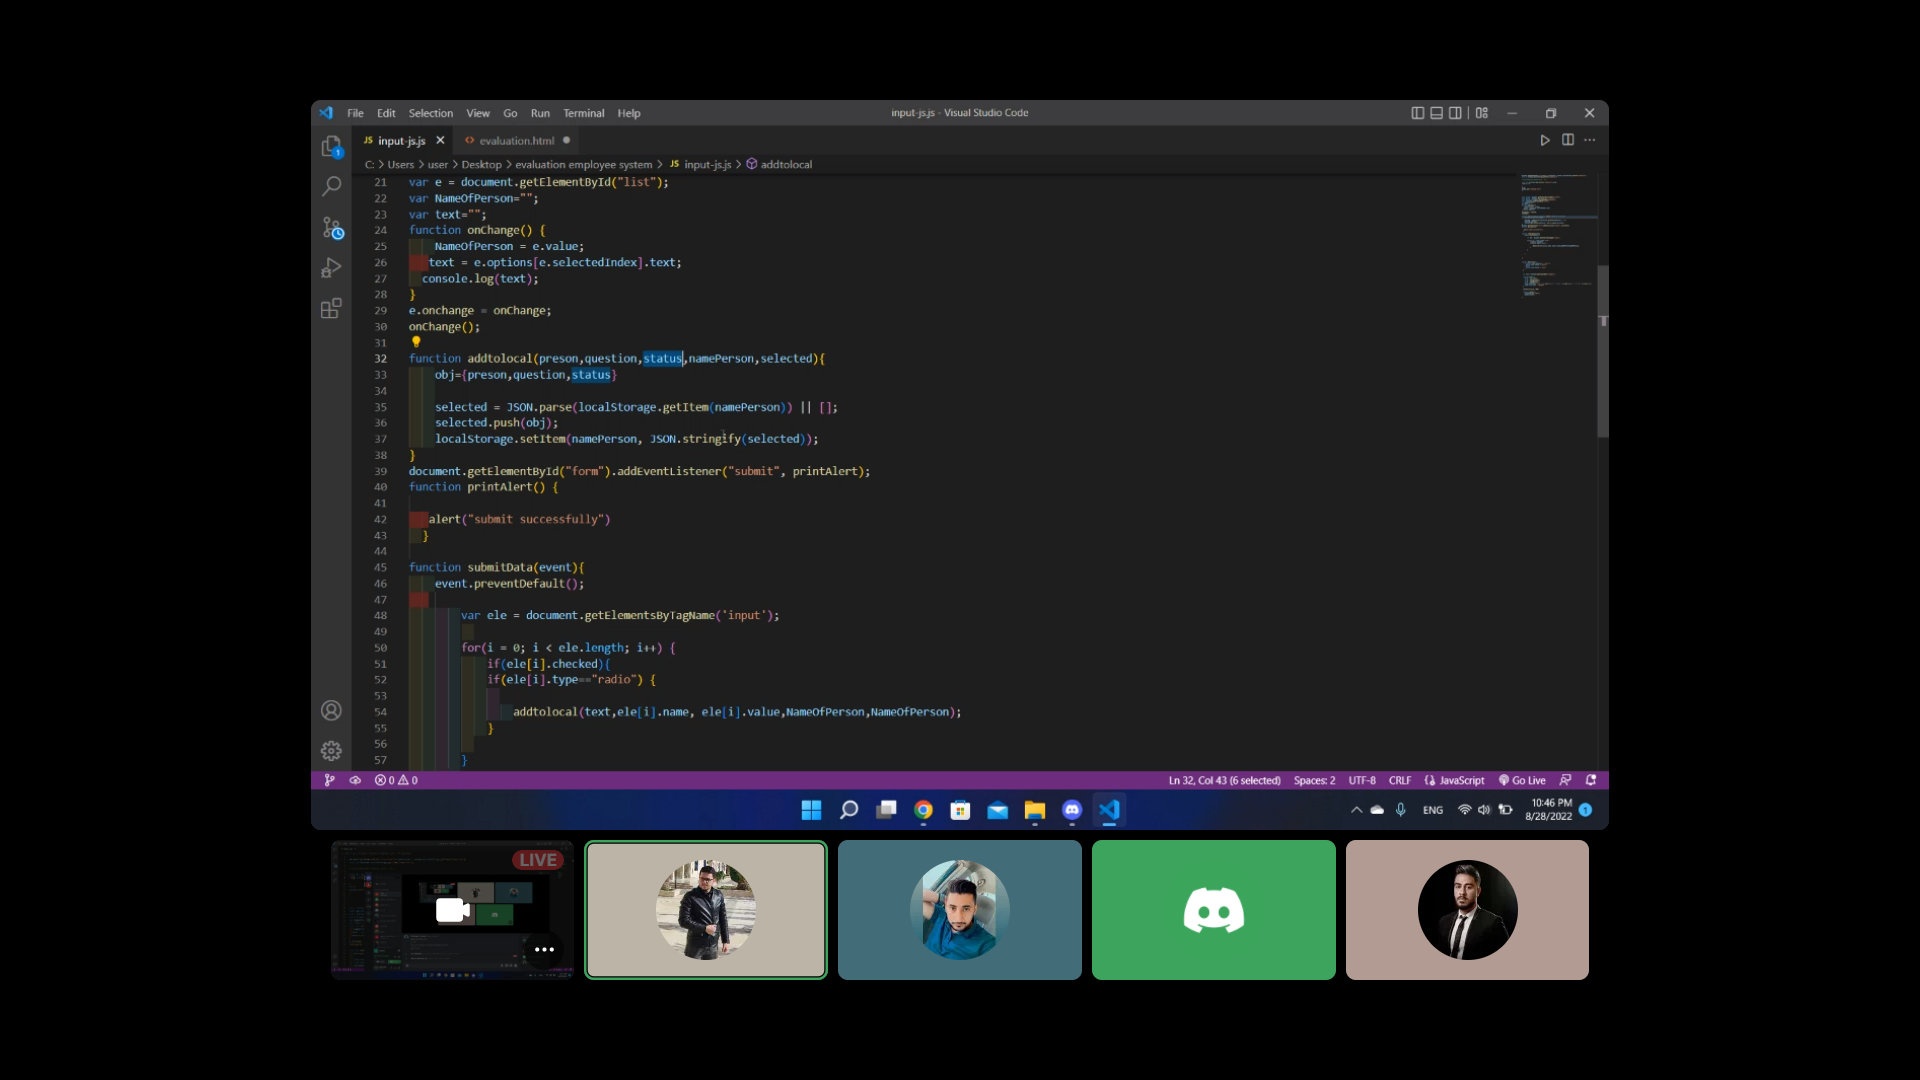 File Edit Selection View Go Run Terminal Help
input-js.js - Visual Studio Code
JS input-js.js
evaluation.html
C: > Users > user > Desktop > evaluation employee system > JS input-js.js > addtolocal
21 var e = document.getElementById("list");
22 var NameOfPerson="";
23 var text="";
24 function onChange() {
25 NameOfPerson = e.value;
26 text = e.options[e.selectedIndex].text;
27 console.log(text);
28 }
29 e.onchange = onChange;
30 onChange();
31
32 function addtolocal(preson,question,status,namePerson,selected){
33 obj={preson,question,status}
34
35 selected = JSON.parse(localStorage.getItem(namePerson)) || [];
36 selected.push(obj);
37 localStorage.setItem(namePerson, JSON.stringify(selected));
38 }
39 document.getElementById("form").addEventListener("submit", printAlert);
40 function printAlert() {
41
42 alert("submit successfully")
43 }
44
45 function submitData(event){
46 event.preventDefault();
47
48 var ele = document.getElementsByTagName('input');
49
50 for(i = 0; i < ele.length; i++) {
51 if(ele[i].checked){
52 if(ele[i].type=="radio") {
53
54 addtolocal(text,ele[i].name, ele[i].value,NameOfPerson,NameOfPerson);
55 }
56
57 }
0 0
Ln 32, Col 43 (6 selected) Spaces: 2 UTF-8 CRLF JavaScript Go Live
ENG
10:46 PM
8/28/2022
1
LIVE